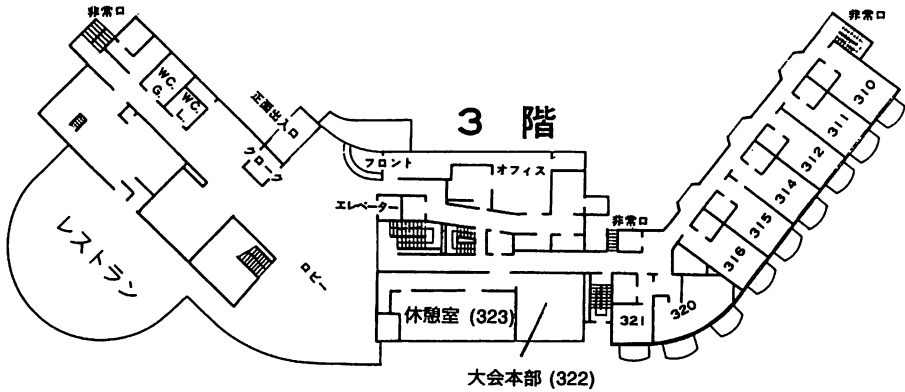 非常口
非常口
W.C.
G.
W.C.
L.
正面出入口
クローク
3 階
フロント
オフィス
エレベーター
非常口
310
311
312
314
315
316
320
321
レストラン
ロビー
休憩室 (323)
大会本部 (322)